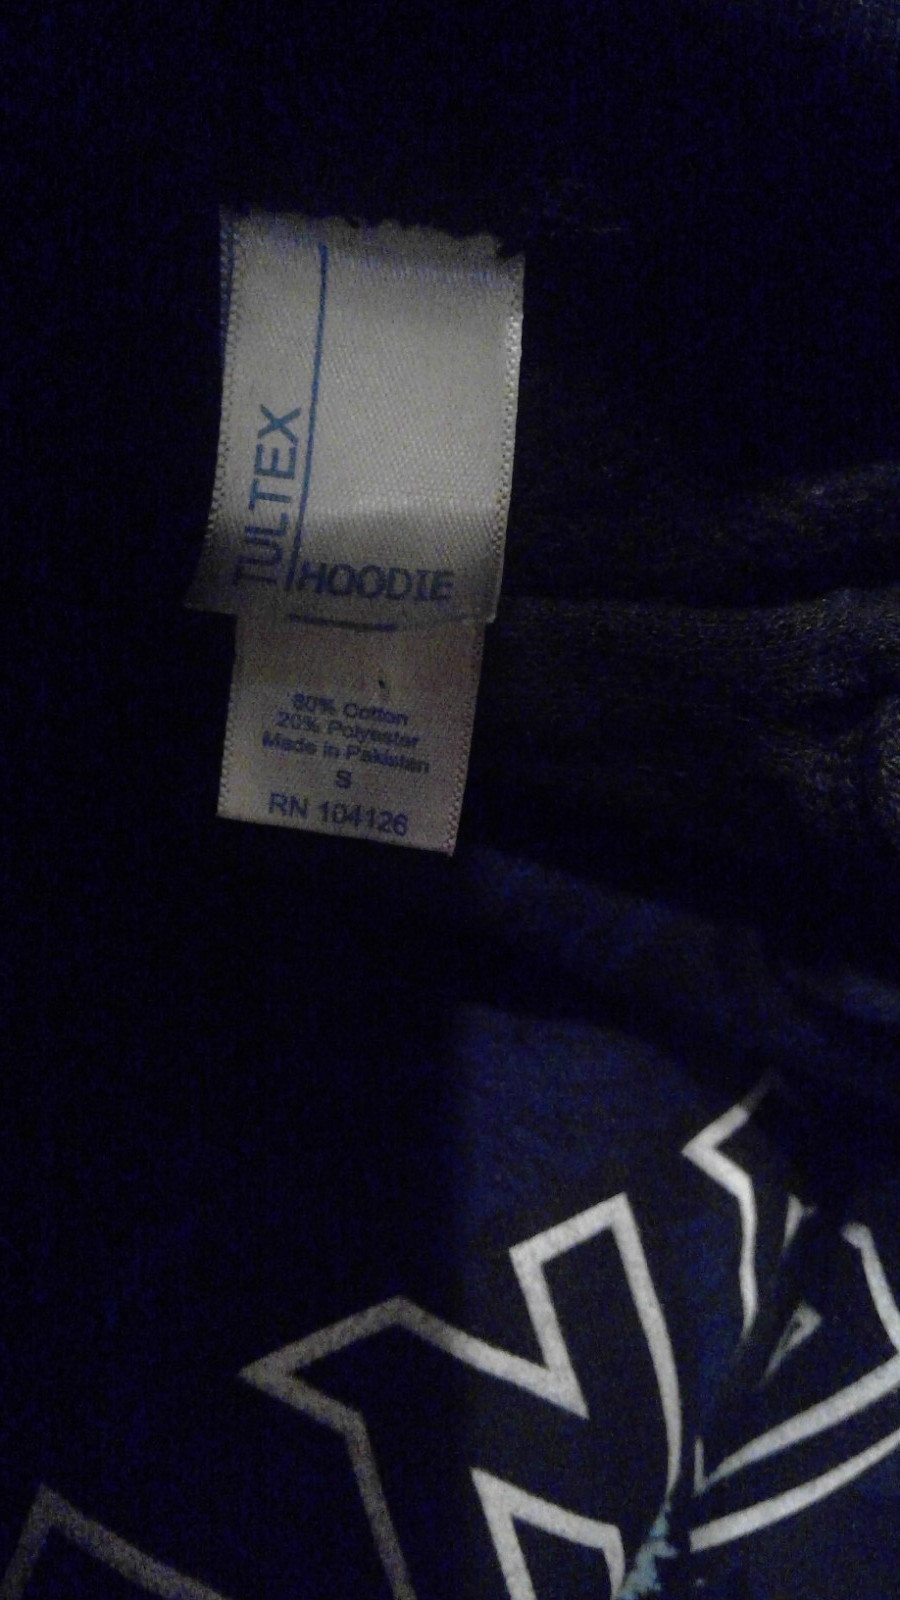 TULTEX
HOODIE
80% Cotton
20% Polyester
Made in Pakistan
S
RN 104126